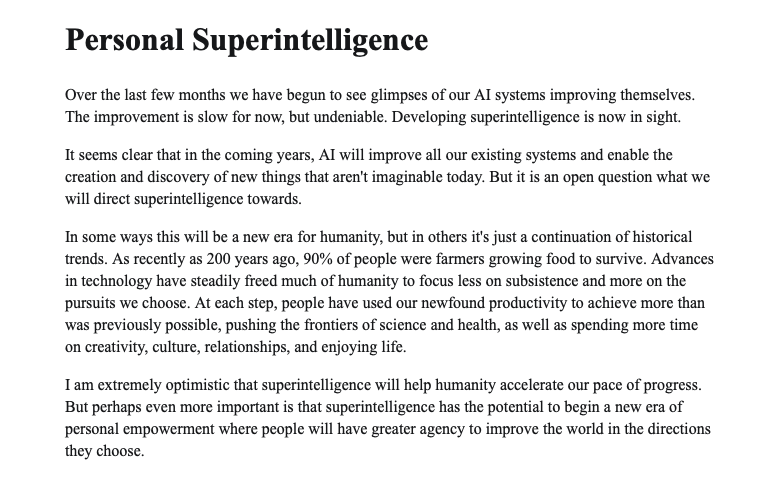 Personal Superintelligence
Over the last few months we have begun to see glimpses of our AI systems improving themselves.
The improvement is slow for now, but undeniable. Developing superintelligence is now in sight.
It seems clear that in the coming years, AI will improve all our existing systems and enable the
creation and discovery of new things that aren't imaginable today. But it is an open question what we
will direct superintelligence towards.
In some ways this will be a new era for humanity, but in others it's just a continuation of historical
trends. As recently as 200 years ago, 90% of people were farmers growing food to survive. Advances
in technology have steadily freed much of humanity to focus less on subsistence and more on the
pursuits we choose. At each step, people have used our newfound productivity to achieve more than
was previously possible, pushing the frontiers of science and health, as well as spending more time
on creativity, culture, relationships, and enjoying life.
I am extremely optimistic that superintelligence will help humanity accelerate our pace of progress.
But perhaps even more important is that superintelligence has the potential to begin a new era of
personal empowerment where people will have greater agency to improve the world in the directions
they choose.